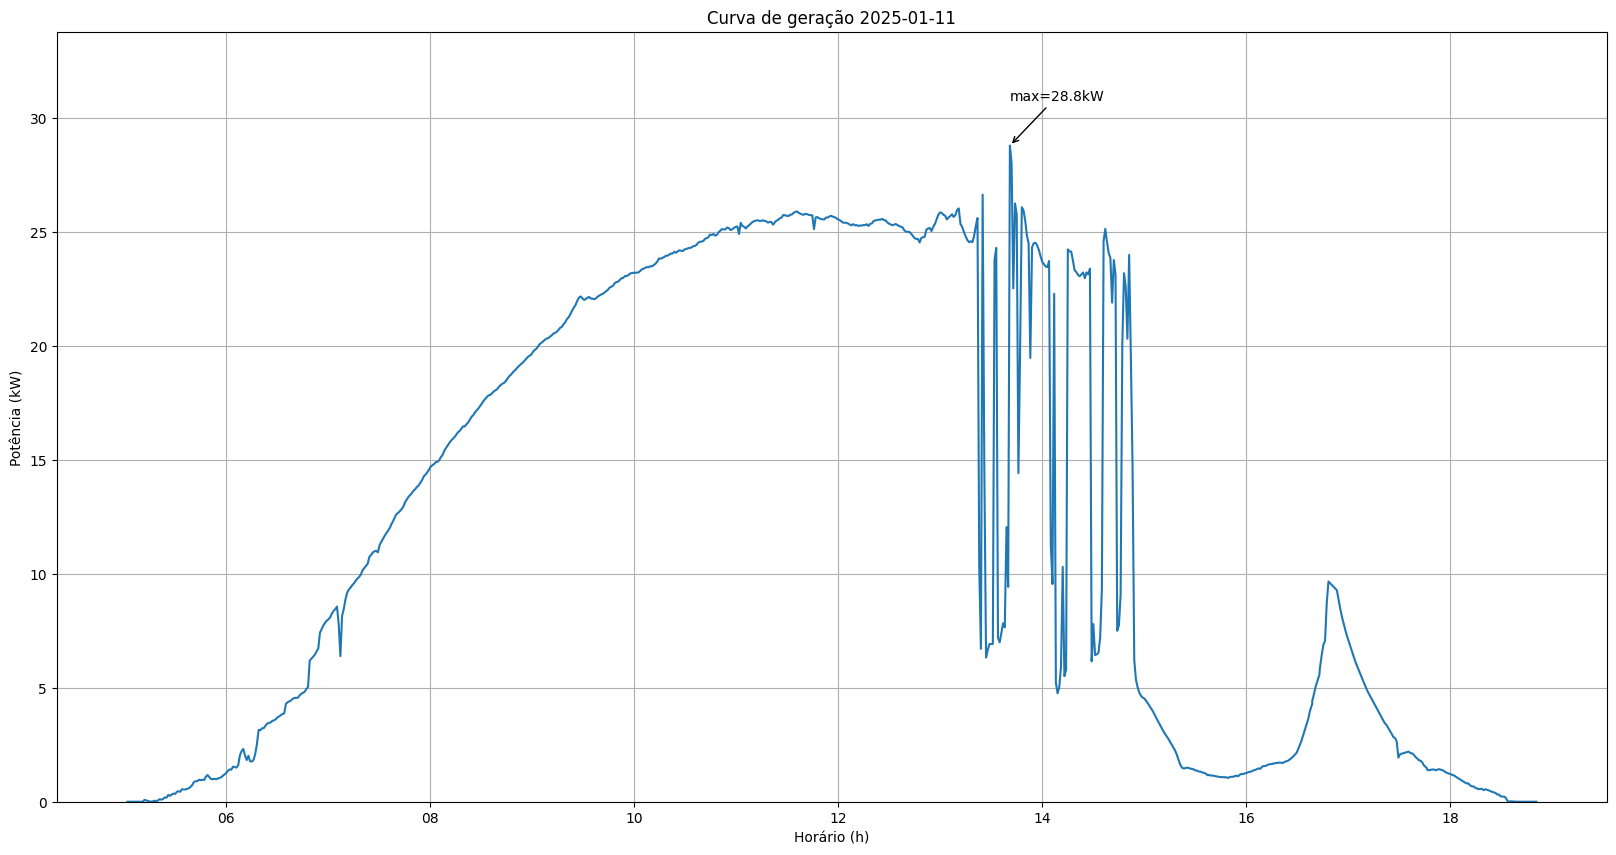 Curva de geração 2025-01-11
max=28.8kW
30
25
20
15
10
5
0
Potência (kW)
06 08 10 12 14 16 18
Horário (h)